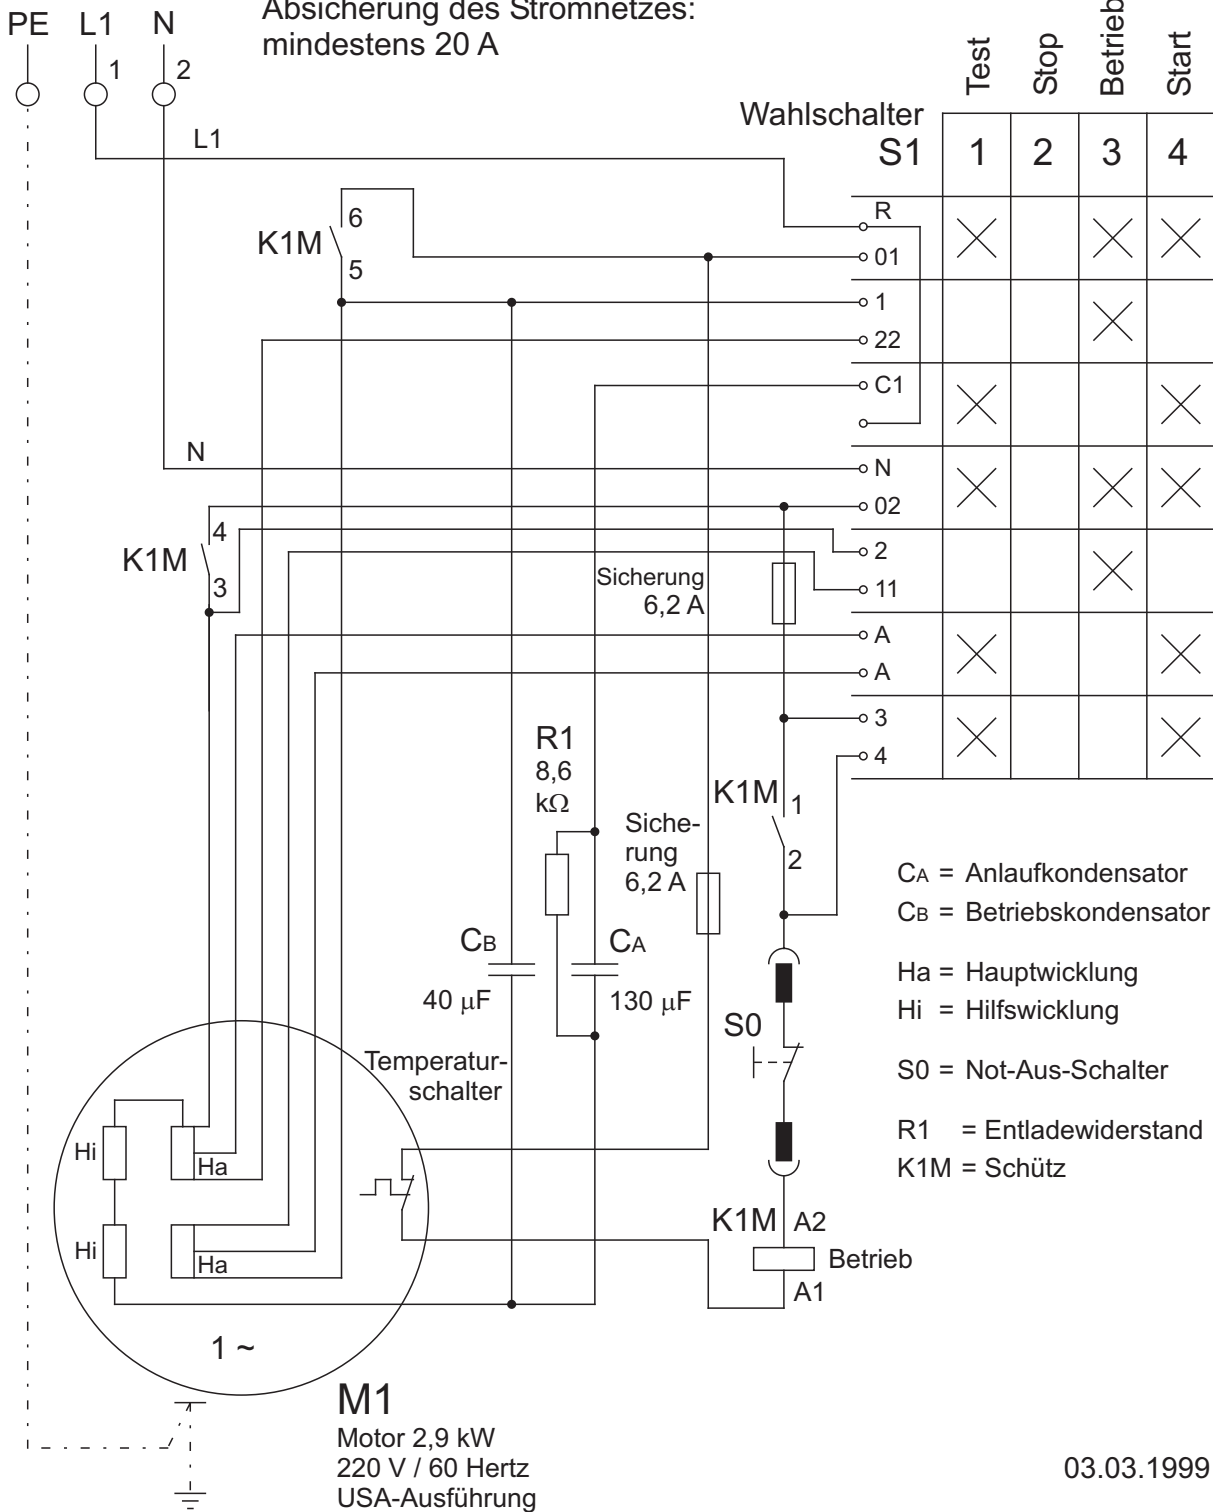 Absicherung des Stromnetzes:
mindestens 20 A
PE L1 N
1 2
Test
Stop
Betrieb
Start
Wahlschalter
S1 1 2 3 4
L1
R
01
1
22
C1
N
N
02
2
11
A
A
3
4
K1M
6
5
K1M
4
3
Sicherung
6,2 A
R1
8,6
kΩ
Siche-
rung
6,2 A
K1M
1
2
CB
40 µF
CA
130 µF
S0
Temperatur-
schalter
Hi
Ha
Hi
Ha
1 ~
K1M A2
Betrieb
A1
CA = Anlaufkondensator
CB = Betriebskondensator
Ha = Hauptwicklung
Hi = Hilfswicklung
S0 = Not-Aus-Schalter
R1 = Entladewiderstand
K1M = Schütz
M1
Motor 2,9 kW
220 V / 60 Hertz
USA-Ausführung
03.03.1999